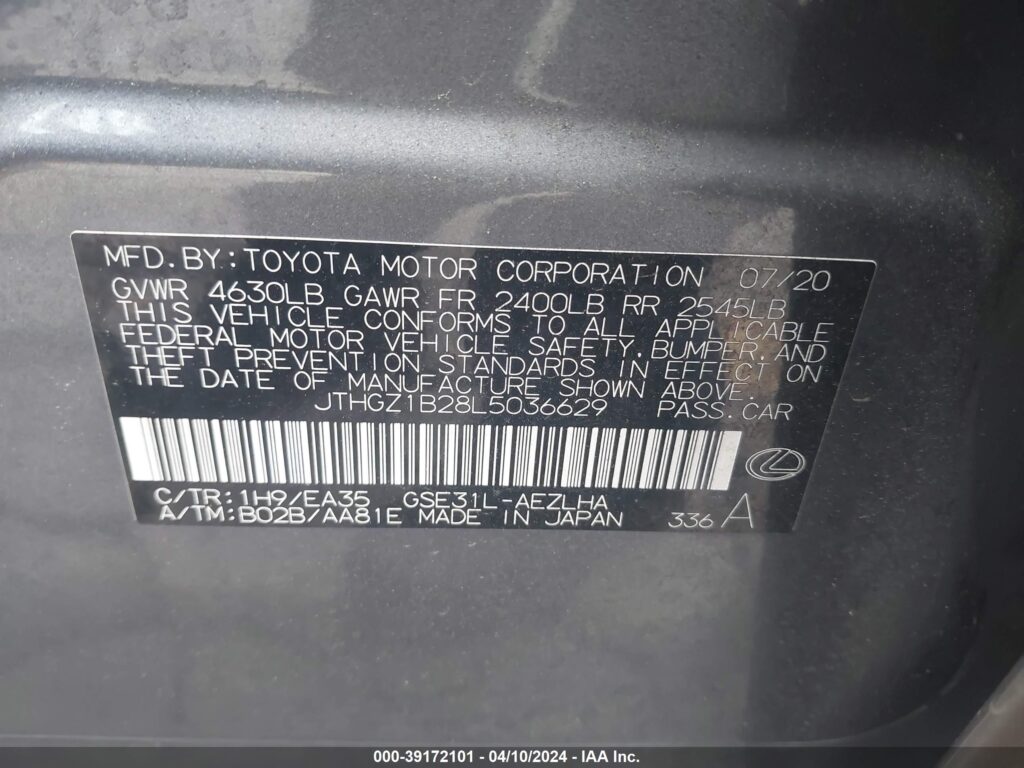 MFD.BY:TOYOTA MOTOR CORPORATION 07/20
GVWR 4630LB GAWR FR 2400LB RR 2545LB
THIS VEHICLE CONFORMS TO ALL APPLICABLE
FEDERAL MOTOR VEHICLE SAFETY,BUMPER,AND
THEFT PREVENTION STANDARDS IN EFFECT ON
THE DATE OF MANUFACTURE SHOWN ABOVE.
JTHGZ1B28L5036629 PASS.CAR
C/TR:1H9/EA35 GSE31L-AEZLHA
A/TM:B02B/AA81E MADE IN JAPAN 336 A
000-39172101 - 04/10/2024 - IAA Inc.